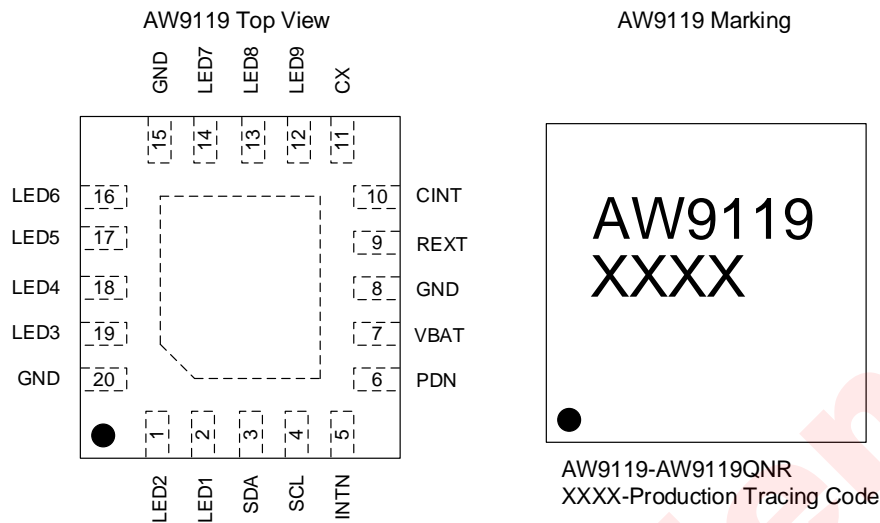 AW9119 Top View
AW9119 Marking
GND
LED7
LED8
LED9
CX
15
14
13
12
11
LED6
16
10
CINT
LED5
17
9
REXT
LED4
18
8
GND
LED3
19
7
VBAT
GND
20
6
PDN
1
2
3
4
5
LED2
LED1
SDA
SCL
INTN
AW9119
XXXX
AW9119-AW9119QNR
XXXX-Production Tracing Code